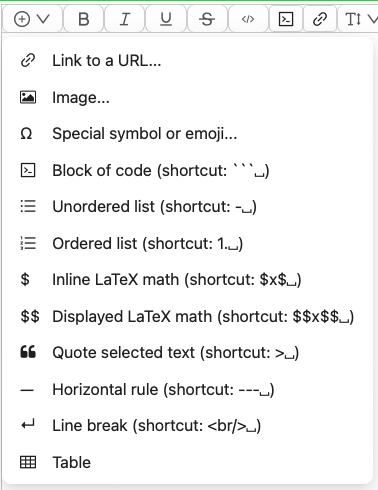 B I U S </> T
Link to a URL...
Image...
Ω Special symbol or emoji...
Block of code (shortcut: ```␣)
Unordered list (shortcut: -␣)
Ordered list (shortcut: 1.␣)
$ Inline LaTeX math (shortcut: $x$␣)
$$ Displayed LaTeX math (shortcut: $$x$$␣)
Quote selected text (shortcut: >␣)
Horizontal rule (shortcut: ---␣)
Line break (shortcut: <br/>␣)
Table